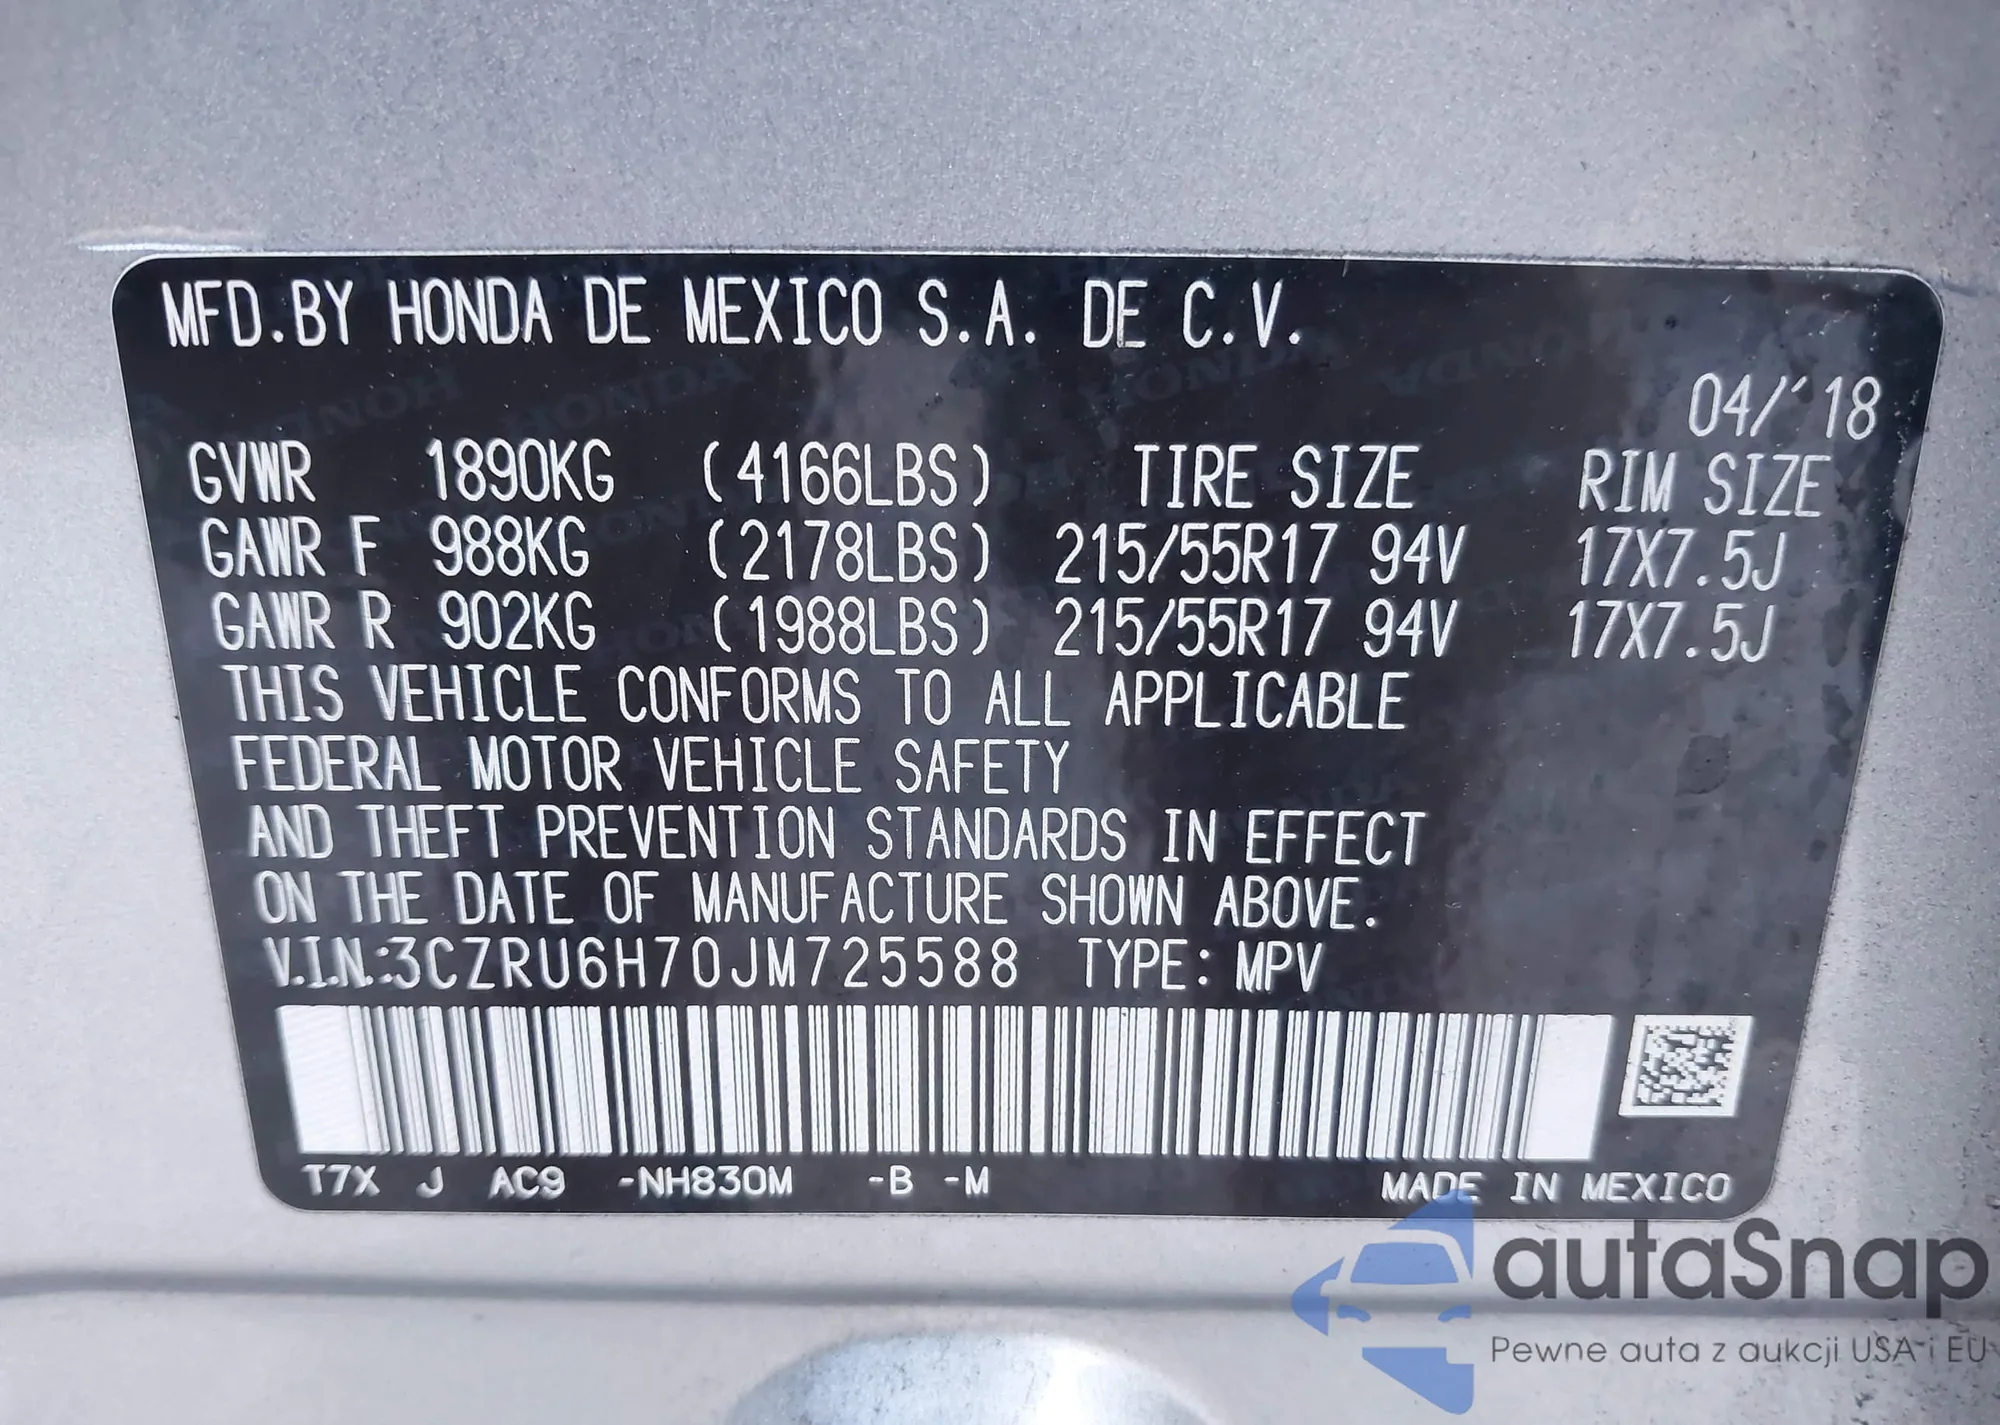 MFD.BY HONDA DE MEXICO S.A. DE C.V.
04/'18
GVWR 1890KG (4166LBS) TIRE SIZE RIM SIZE
GAWR F 988KG (2178LBS) 215/55R17 94V 17X7.5J
GAWR R 902KG (1988LBS) 215/55R17 94V 17X7.5J
THIS VEHICLE CONFORMS TO ALL APPLICABLE
FEDERAL MOTOR VEHICLE SAFETY
AND THEFT PREVENTION STANDARDS IN EFFECT
ON THE DATE OF MANUFACTURE SHOWN ABOVE.
V.I.N.:3CZRU6H70JM725588 TYPE: MPV
T7X J AC9 -NH830M -B -M MADE IN MEXICO
autaSnap
Pewne auta z aukcji USA i EU